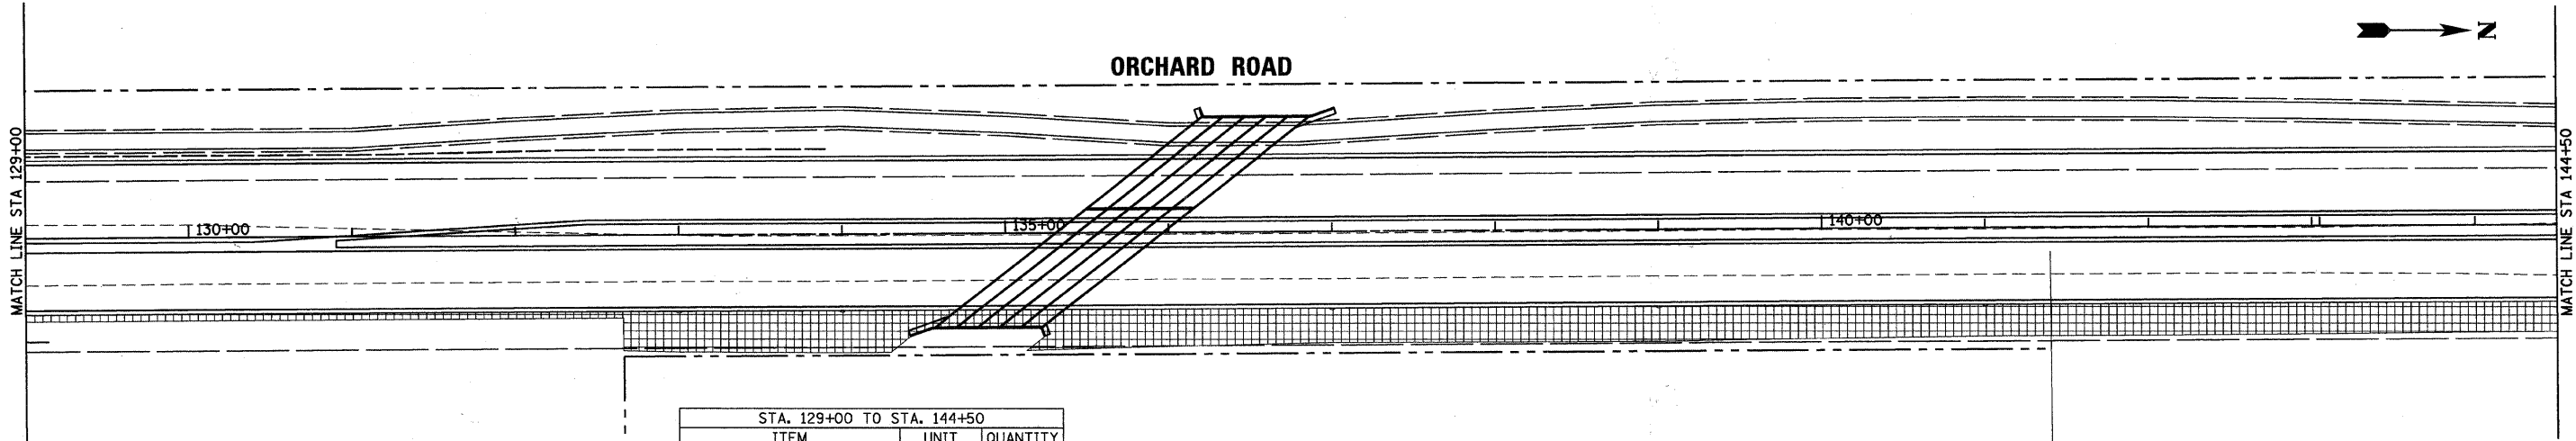 N
ORCHARD ROAD
MATCH LINE STA 129+00
130+00
135+00
140+00
MATCH LINE STA 144+50
STA. 129+00 TO STA. 144+50
ITEM UNIT QUANTITY